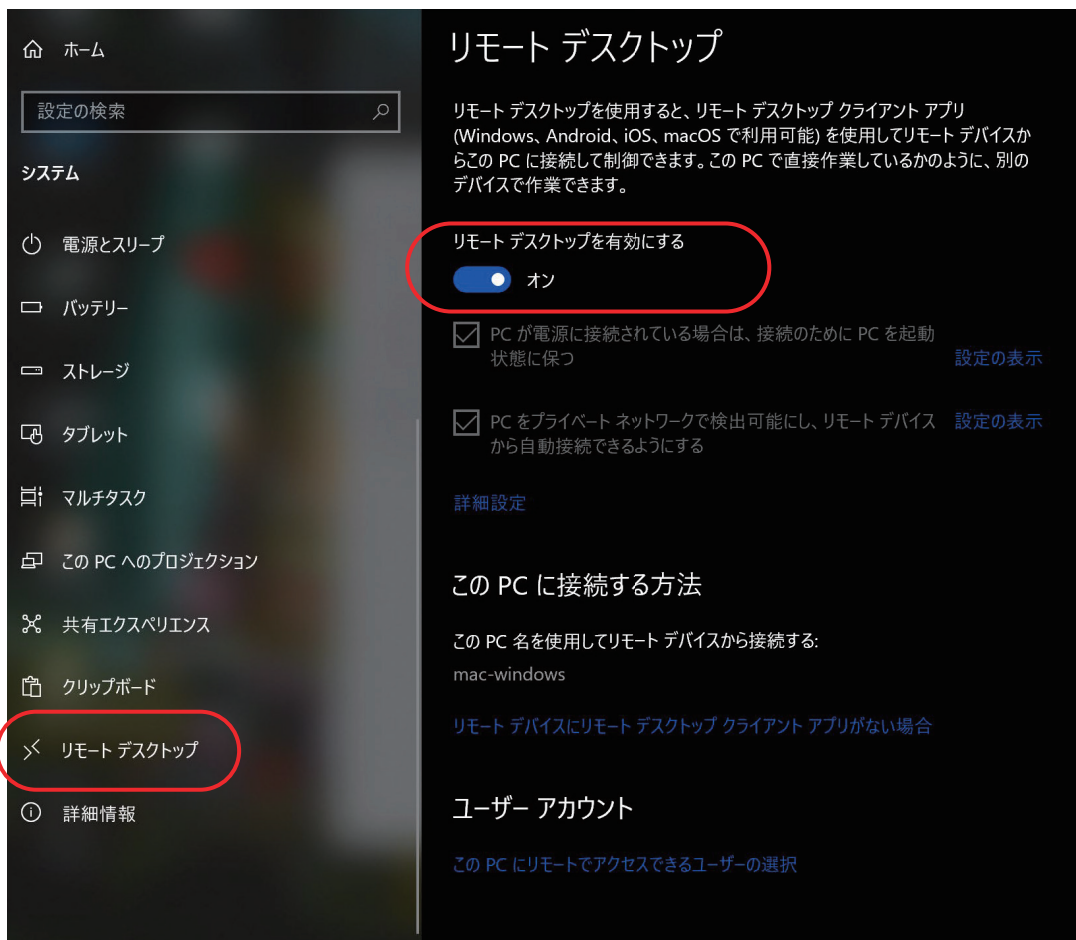 ホーム
設定の検索
システム
電源とスリープ
バッテリー
ストレージ
タブレット
マルチタスク
この PC へのプロジェクション
共有エクスペリエンス
クリップボード
リモート デスクトップ
詳細情報
リモート デスクトップ
リモート デスクトップを使用すると、リモート デスクトップ クライアント アプリ
(Windows、Android、iOS、macOS で利用可能) を使用してリモート デバイスか
らこの PC に接続して制御できます。この PC で直接作業しているかのように、別の
デバイスで作業できます。
リモート デスクトップを有効にする
オン
PC が電源に接続されている場合は、接続のために PC を起動
状態に保つ
設定の表示
PC をプライベート ネットワークで検出可能にし、リモート デバイス
から自動接続できるようにする
設定の表示
詳細設定
この PC に接続する方法
この PC 名を使用してリモート デバイスから接続する:
mac-windows
リモート デバイスにリモート デスクトップ クライアント アプリがない場合
ユーザー アカウント
この PC にリモートでアクセスできるユーザーの選択